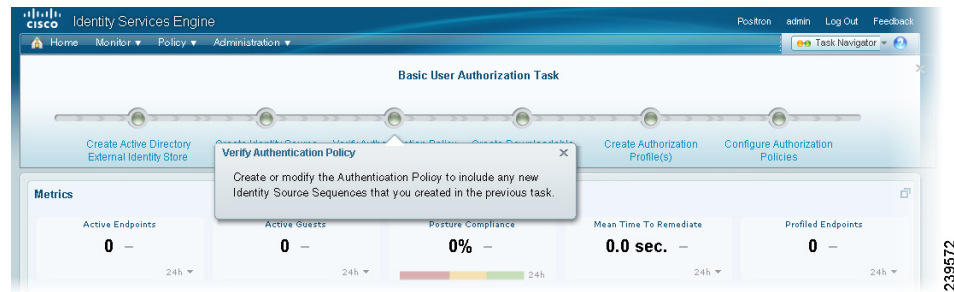 cisco Identity Services Engine
Positron admin Log Out Feedback
Home Monitor Policy Administration
Task Navigator
Basic User Authorization Task
Create Active Directory
External Identity Store
Create Authorization
Profile(s)
Configure Authorization
Policies
Verify Authentication Policy
Create or modify the Authentication Policy to include any new
Identity Source Sequences that you created in the previous task.
Metrics
Active Endpoints
0 –
24h
Active Guests
0 –
24h
Posture Compliance
0% –
24h
Mean Time To Remediate
0.0 sec. –
24h
Profiled Endpoints
0 –
24h
239572